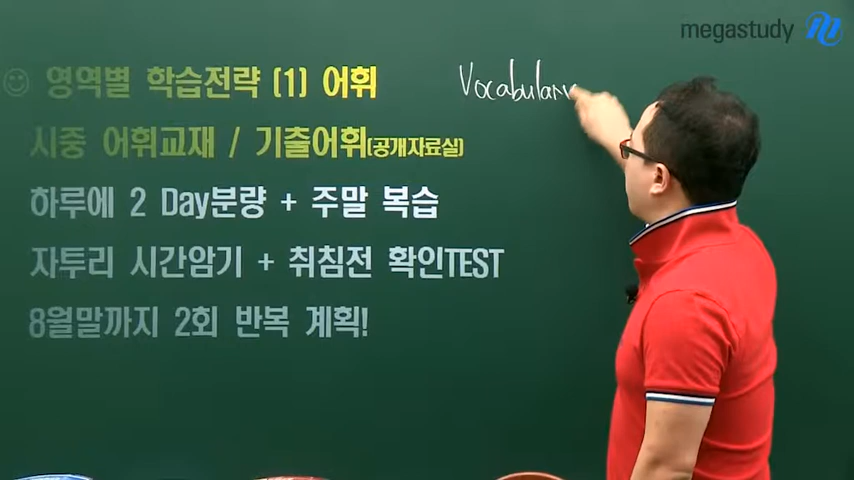 megastudy
☺ 영역별 학습전략 (1) 어휘
Vocabulary
시중 어휘교재 / 기출어휘(공개자료실)
하루에 2 Day분량 + 주말 복습
자투리 시간암기 + 취침전 확인TEST
8월말까지 2회 반복 계획!